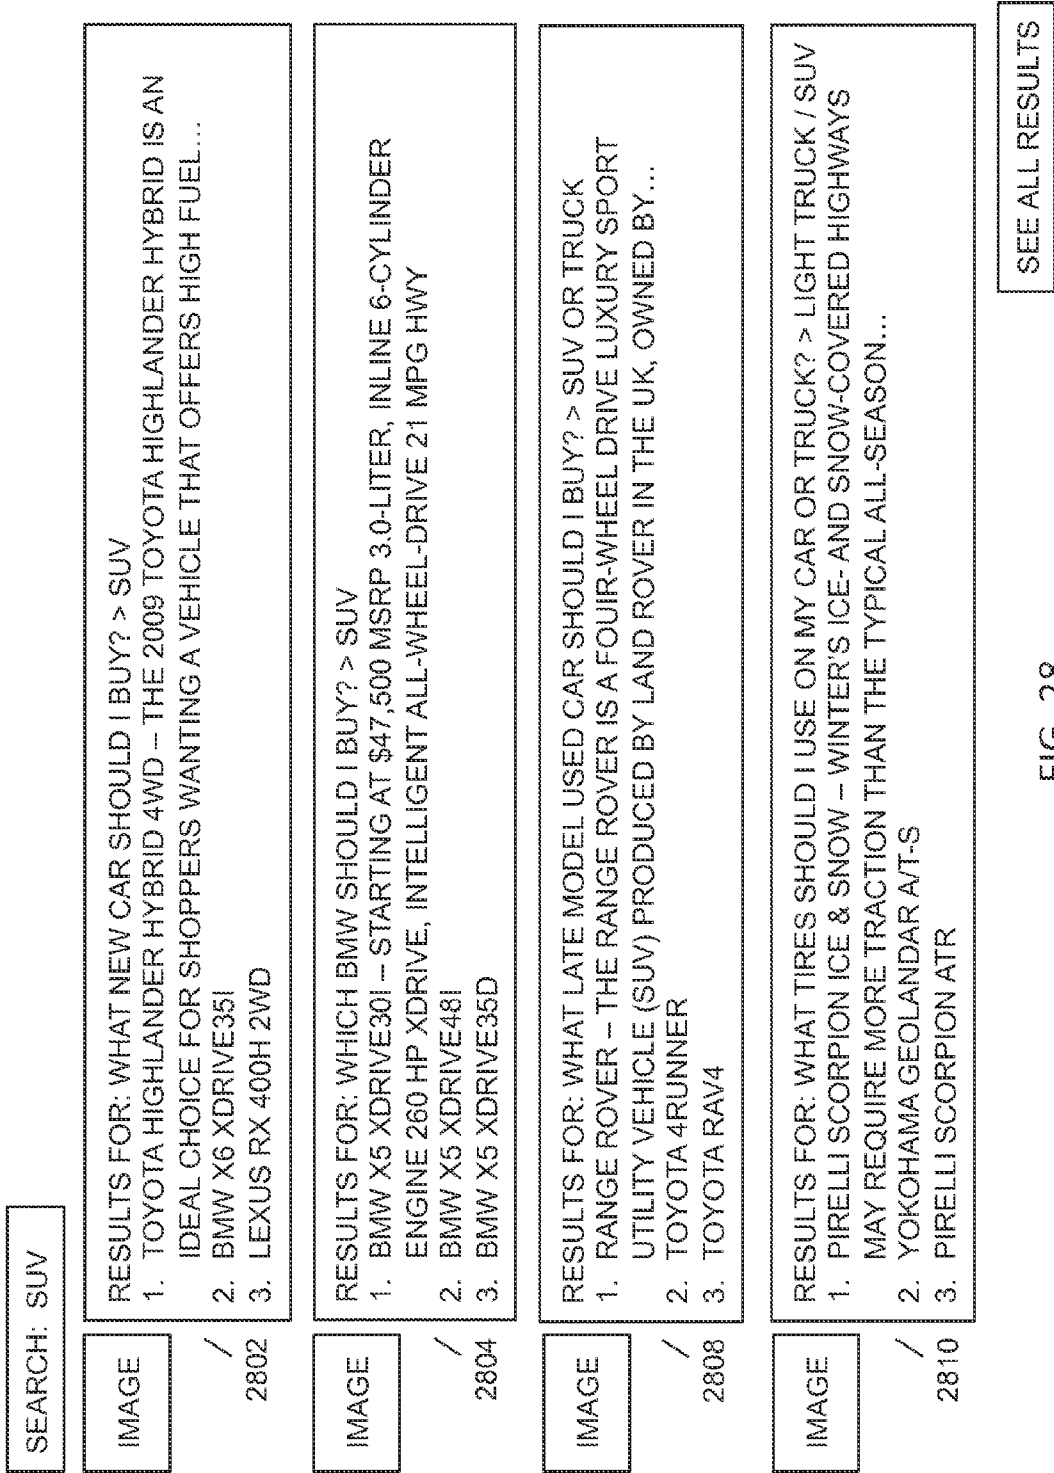 SEARCH: SUV
IMAGE
2802
RESULTS FOR: WHAT NEW CAR SHOULD I BUY? > SUV
1. TOYOTA HIGHLANDER HYBRID 4WD – THE 2009 TOYOTA HIGHLANDER HYBRID IS AN
IDEAL CHOICE FOR SHOPPERS WANTING A VEHICLE THAT OFFERS HIGH FUEL...
2. BMW X6 XDRIVE35I
3. LEXUS RX 400H 2WD
IMAGE
2804
RESULTS FOR: WHICH BMW SHOULD I BUY? > SUV
1. BMW X5 XDRIVE30I – STARTING AT $47,500 MSRP 3.0-LITER, INLINE 6-CYLINDER
ENGINE 260 HP XDRIVE, INTELLIGENT ALL-WHEEL-DRIVE 21 MPG HWY
2. BMW X5 XDRIVE48I
3. BMW X5 XDRIVE35D
IMAGE
2808
RESULTS FOR: WHAT LATE MODEL USED CAR SHOULD I BUY? > SUV OR TRUCK
1. RANGE ROVER – THE RANGE ROVER IS A FOUIR-WHEEL DRIVE LUXURY SPORT
UTILITY VEHICLE (SUV) PRODUCED BY LAND ROVER IN THE UK, OWNED BY...
2. TOYOTA 4RUNNER
3. TOYOTA RAV4
IMAGE
2810
RESULTS FOR: WHAT TIRES SHOULD I USE ON MY CAR OR TRUCK? > LIGHT TRUCK / SUV
1. PIRELLI SCORPION ICE & SNOW – WINTER'S ICE- AND SNOW-COVERED HIGHWAYS
MAY REQUIRE MORE TRACTION THAN THE TYPICAL ALL-SEASON...
2. YOKOHAMA GEOLANDAR A/T-S
3. PIRELLI SCORPION ATR
SEE ALL RESULTS
FIG. 28